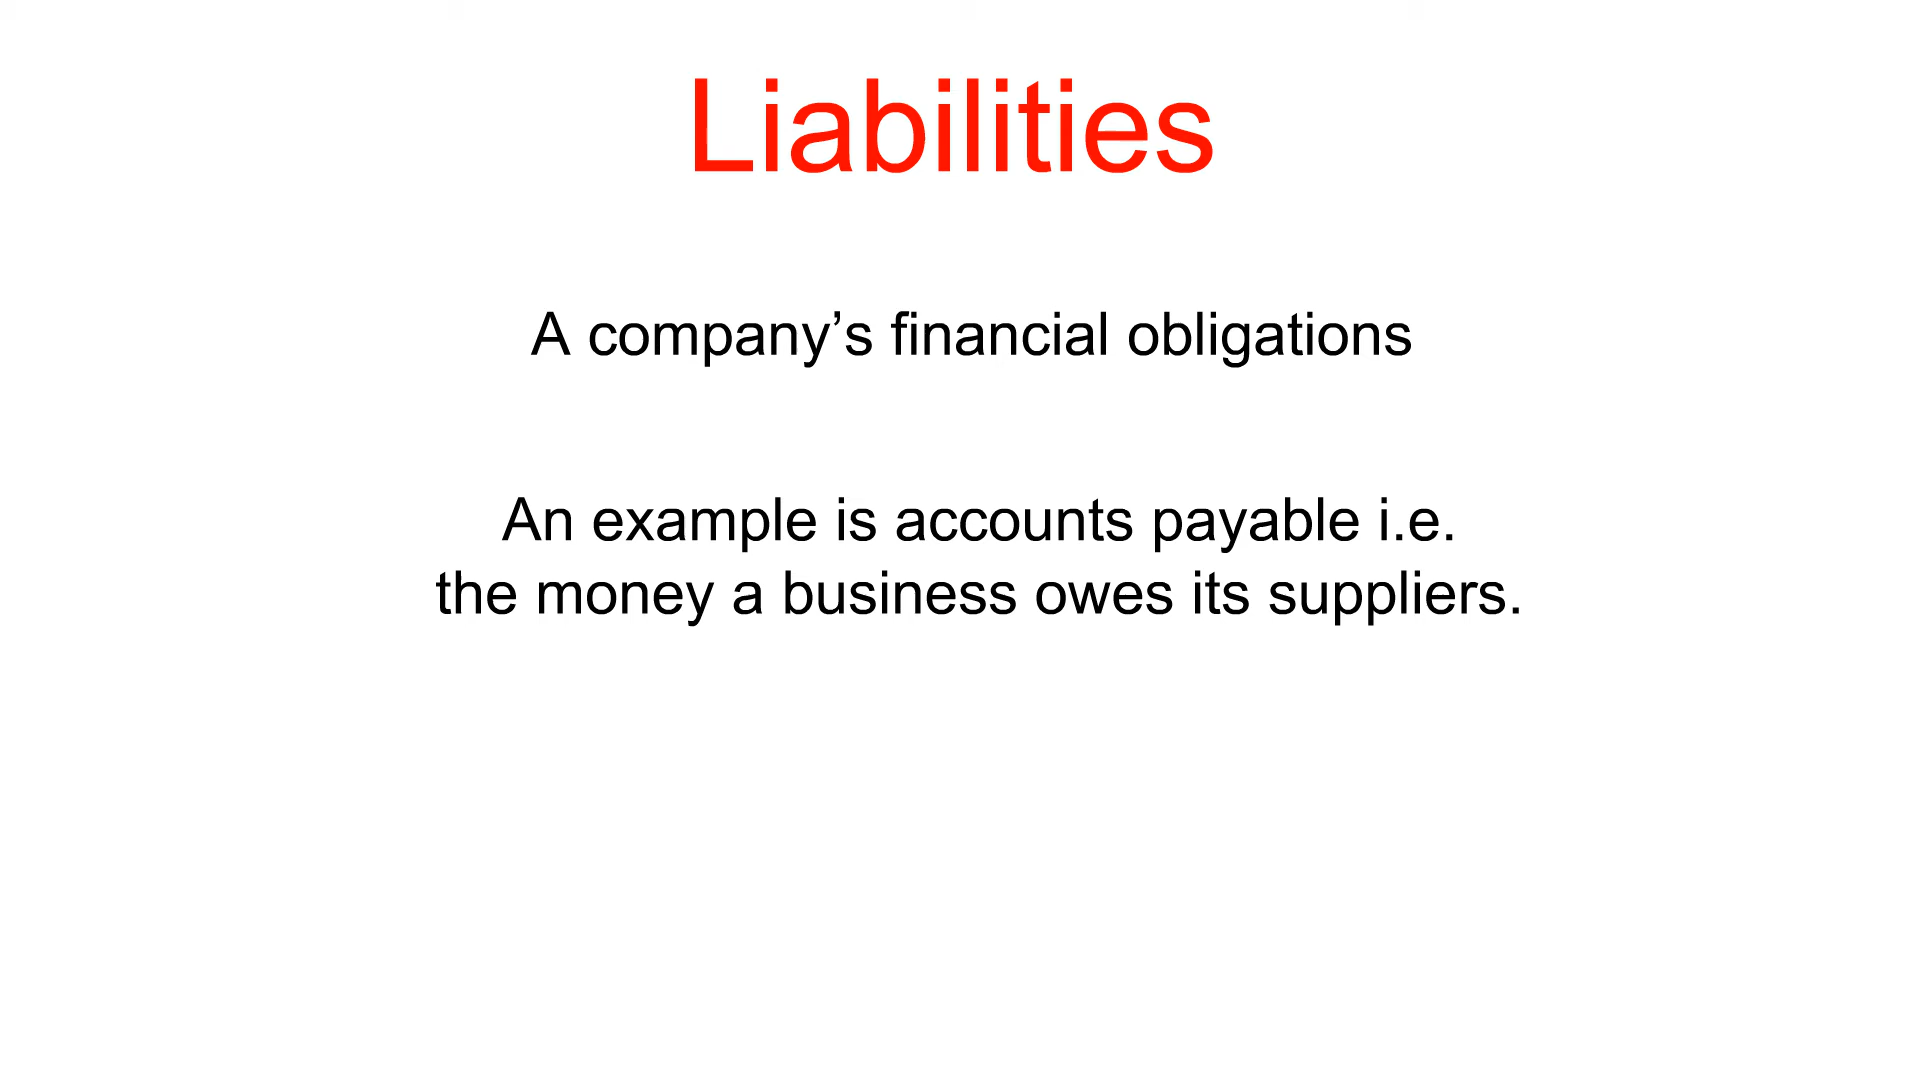 Liabilities
A company’s financial obligations
An example is accounts payable i.e.
the money a business owes its suppliers.